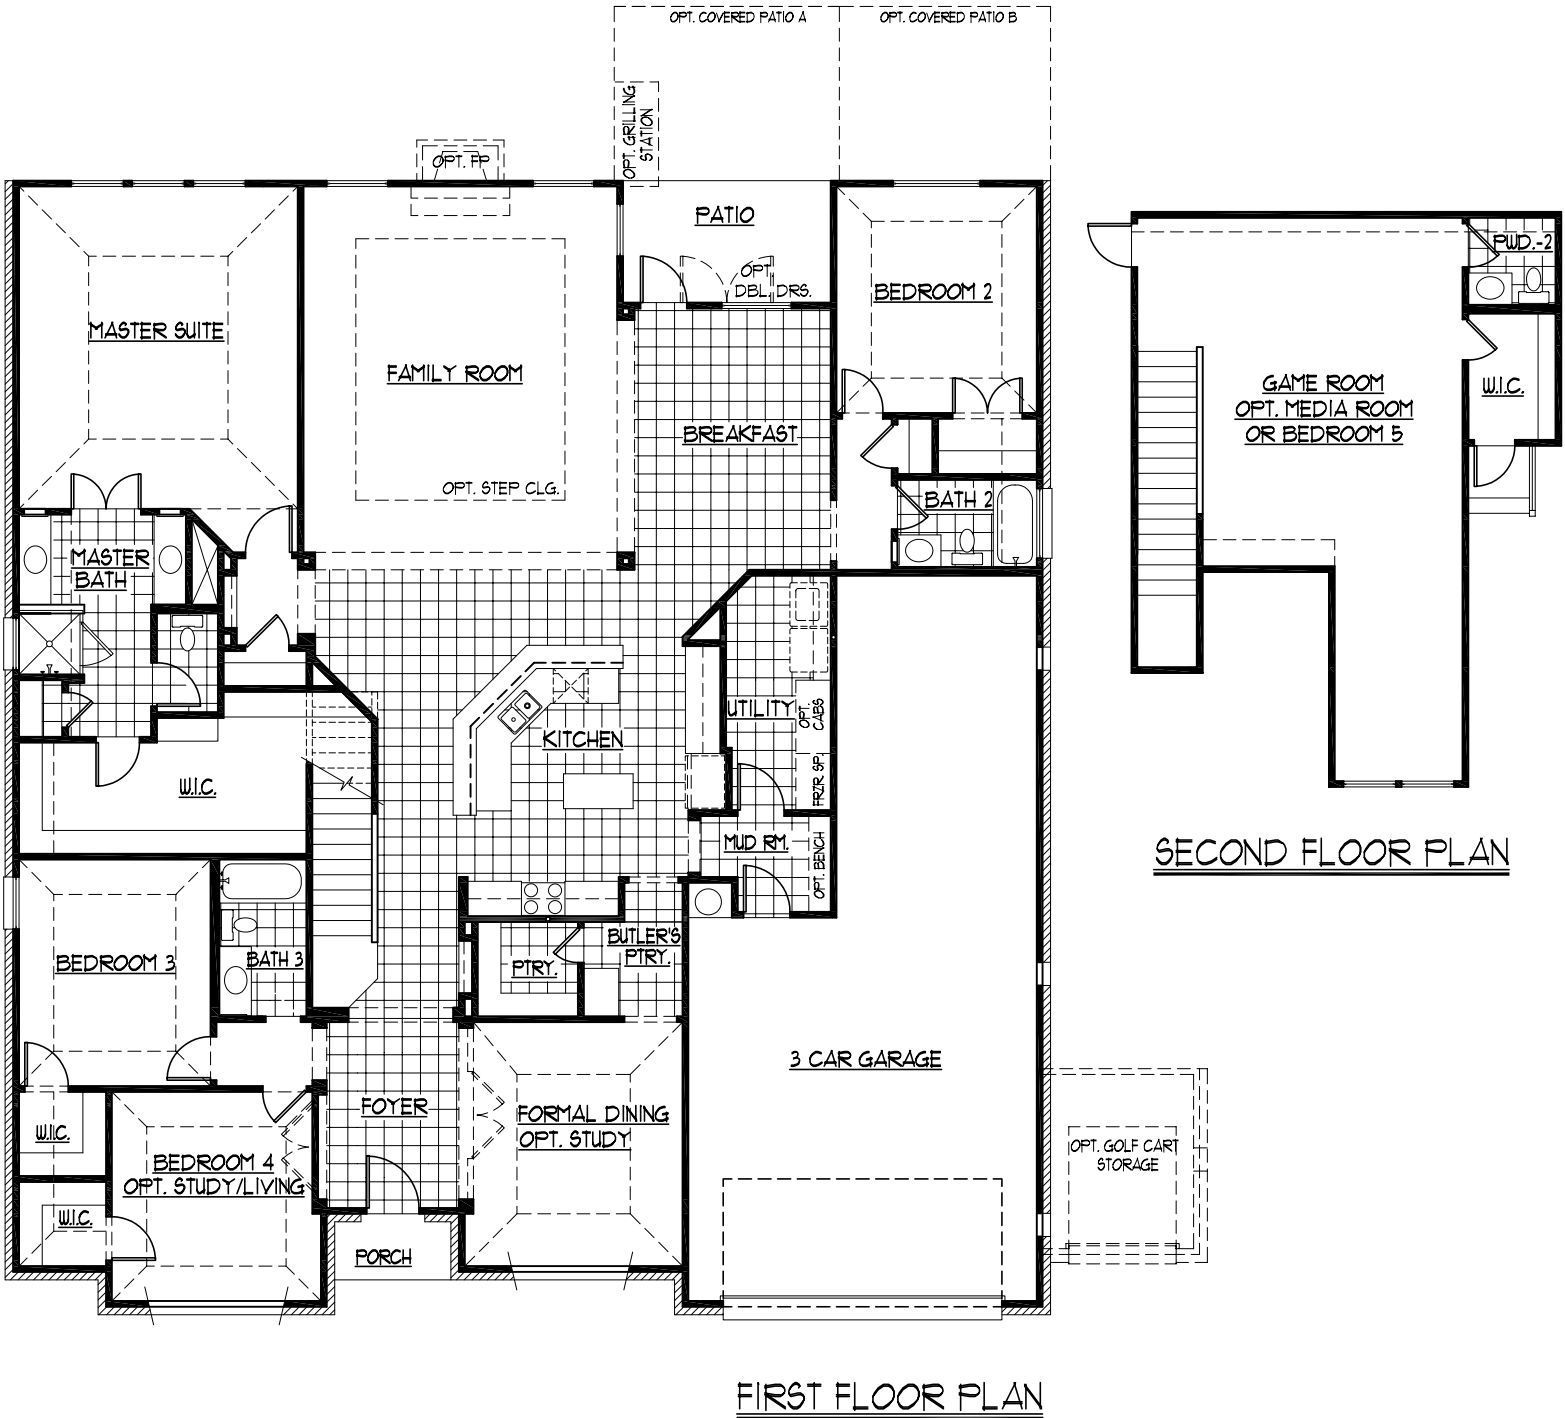 OPT. COVERED PATIO A
OPT. COVERED PATIO B
OPT. GRILLING
STATION
OPT. FP
PATIO
OPT.
DBL. DRS.
BEDROOM 2
MASTER SUITE
FAMILY ROOM
BREAKFAST
OPT. STEP CLG.
BATH 2
MASTER
BATH
UTILITY
OPT.
CABS
KITCHEN
FRZR SP.
W.I.C.
MUD RM.
OPT. BENCH
BUTLER'S
PTRY.
PTRY.
BEDROOM 3
BATH 3
3 CAR GARAGE
FOYER
FORMAL DINING
OPT. STUDY
W.I.C.
BEDROOM 4
OPT. STUDY/LIVING
W.I.C.
PORCH
OPT. GOLF CART
STORAGE
FIRST FLOOR PLAN
PWD.-2
GAME ROOM
OPT. MEDIA ROOM
OR BEDROOM 5
W.I.C.
SECOND FLOOR PLAN